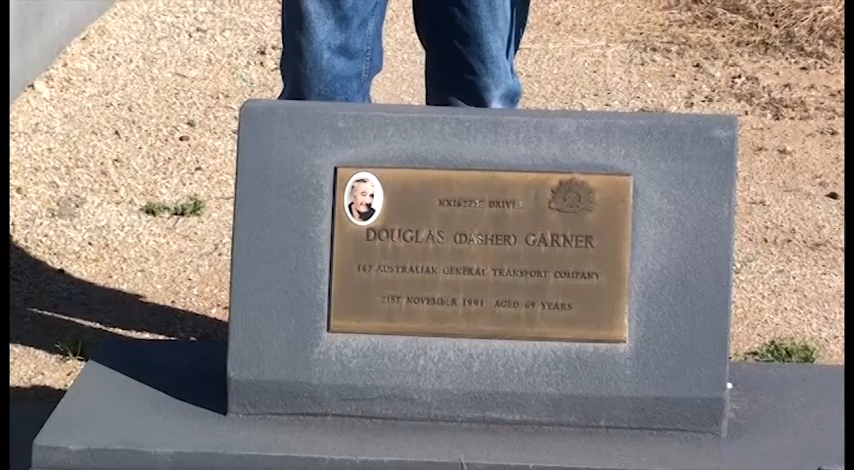 DRIVER
DOUGLAS (DASHER) GARNER
167 AUSTRALIAN GENERAL TRANSPORT COMPANY
21ST NOVEMBER 1991 AGED 69 YEARS